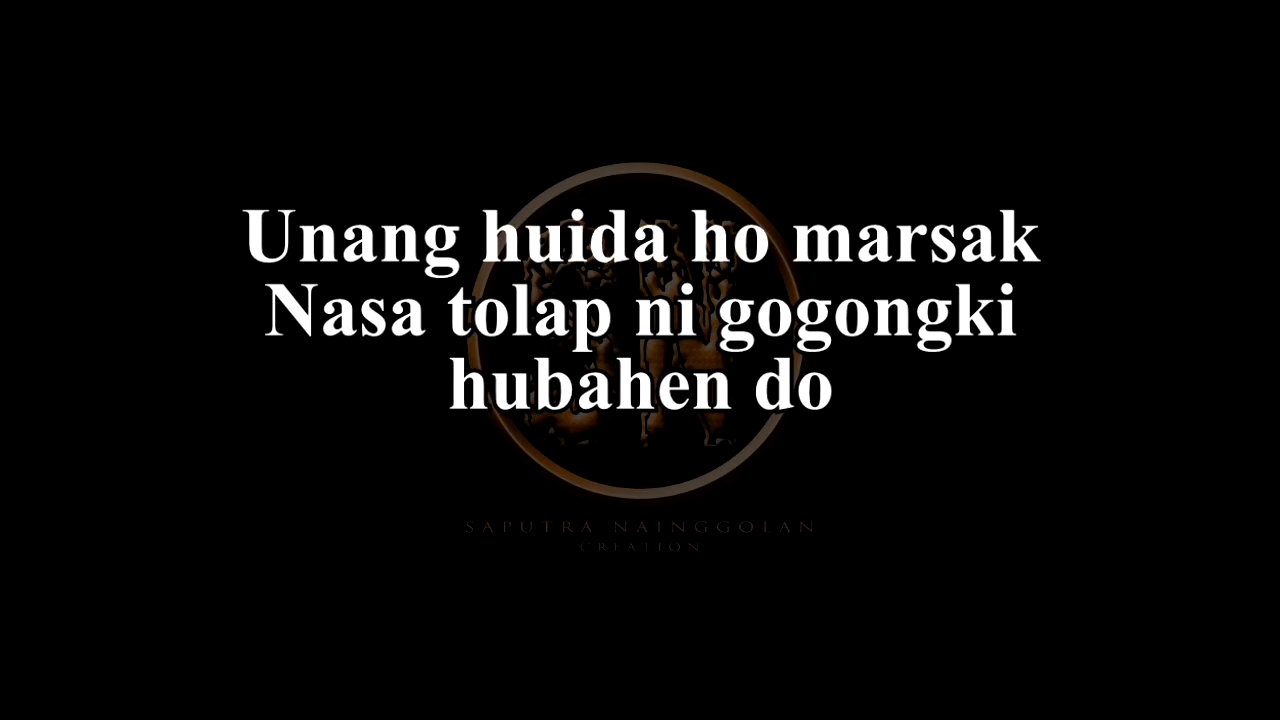 Unang huida ho marsak
Nasa tolap ni gogongki
hubahen do
SAPUTRA NAINGGOLAN
CREATION